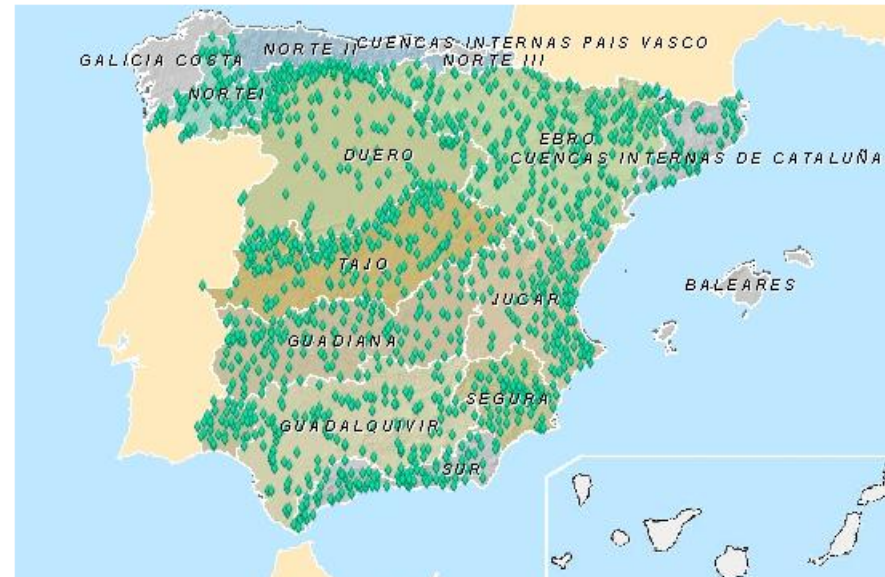 CUENCAS INTERNAS PAIS VASCO
NORTE II
GALICIA COSTA
NORTE III
NORTEI
EBRO
DUERO
CUENCAS INTERNAS DE CATALUÑA
TAJO
BALEARES
JUCAR
GUADIANA
SEGURA
GUADALQUIVIR
SUR